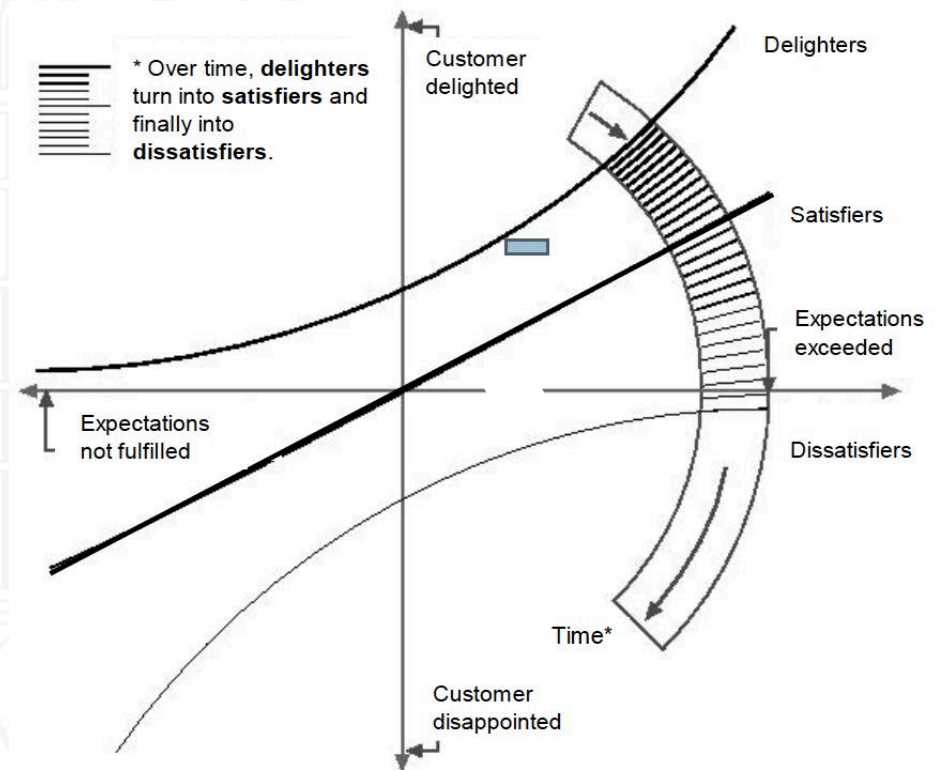 * Over time, delighters
turn into satisfiers and
finally into
dissatisfiers.
Customer
delighted
Delighters
Satisfiers
Expectations
exceeded
Expectations
not fulfilled
Dissatisfiers
Time*
Customer
disappointed